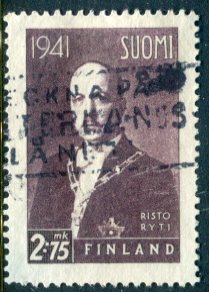 1941 SUOMI
RISTO
RYTI
2:75 mk FINLAND